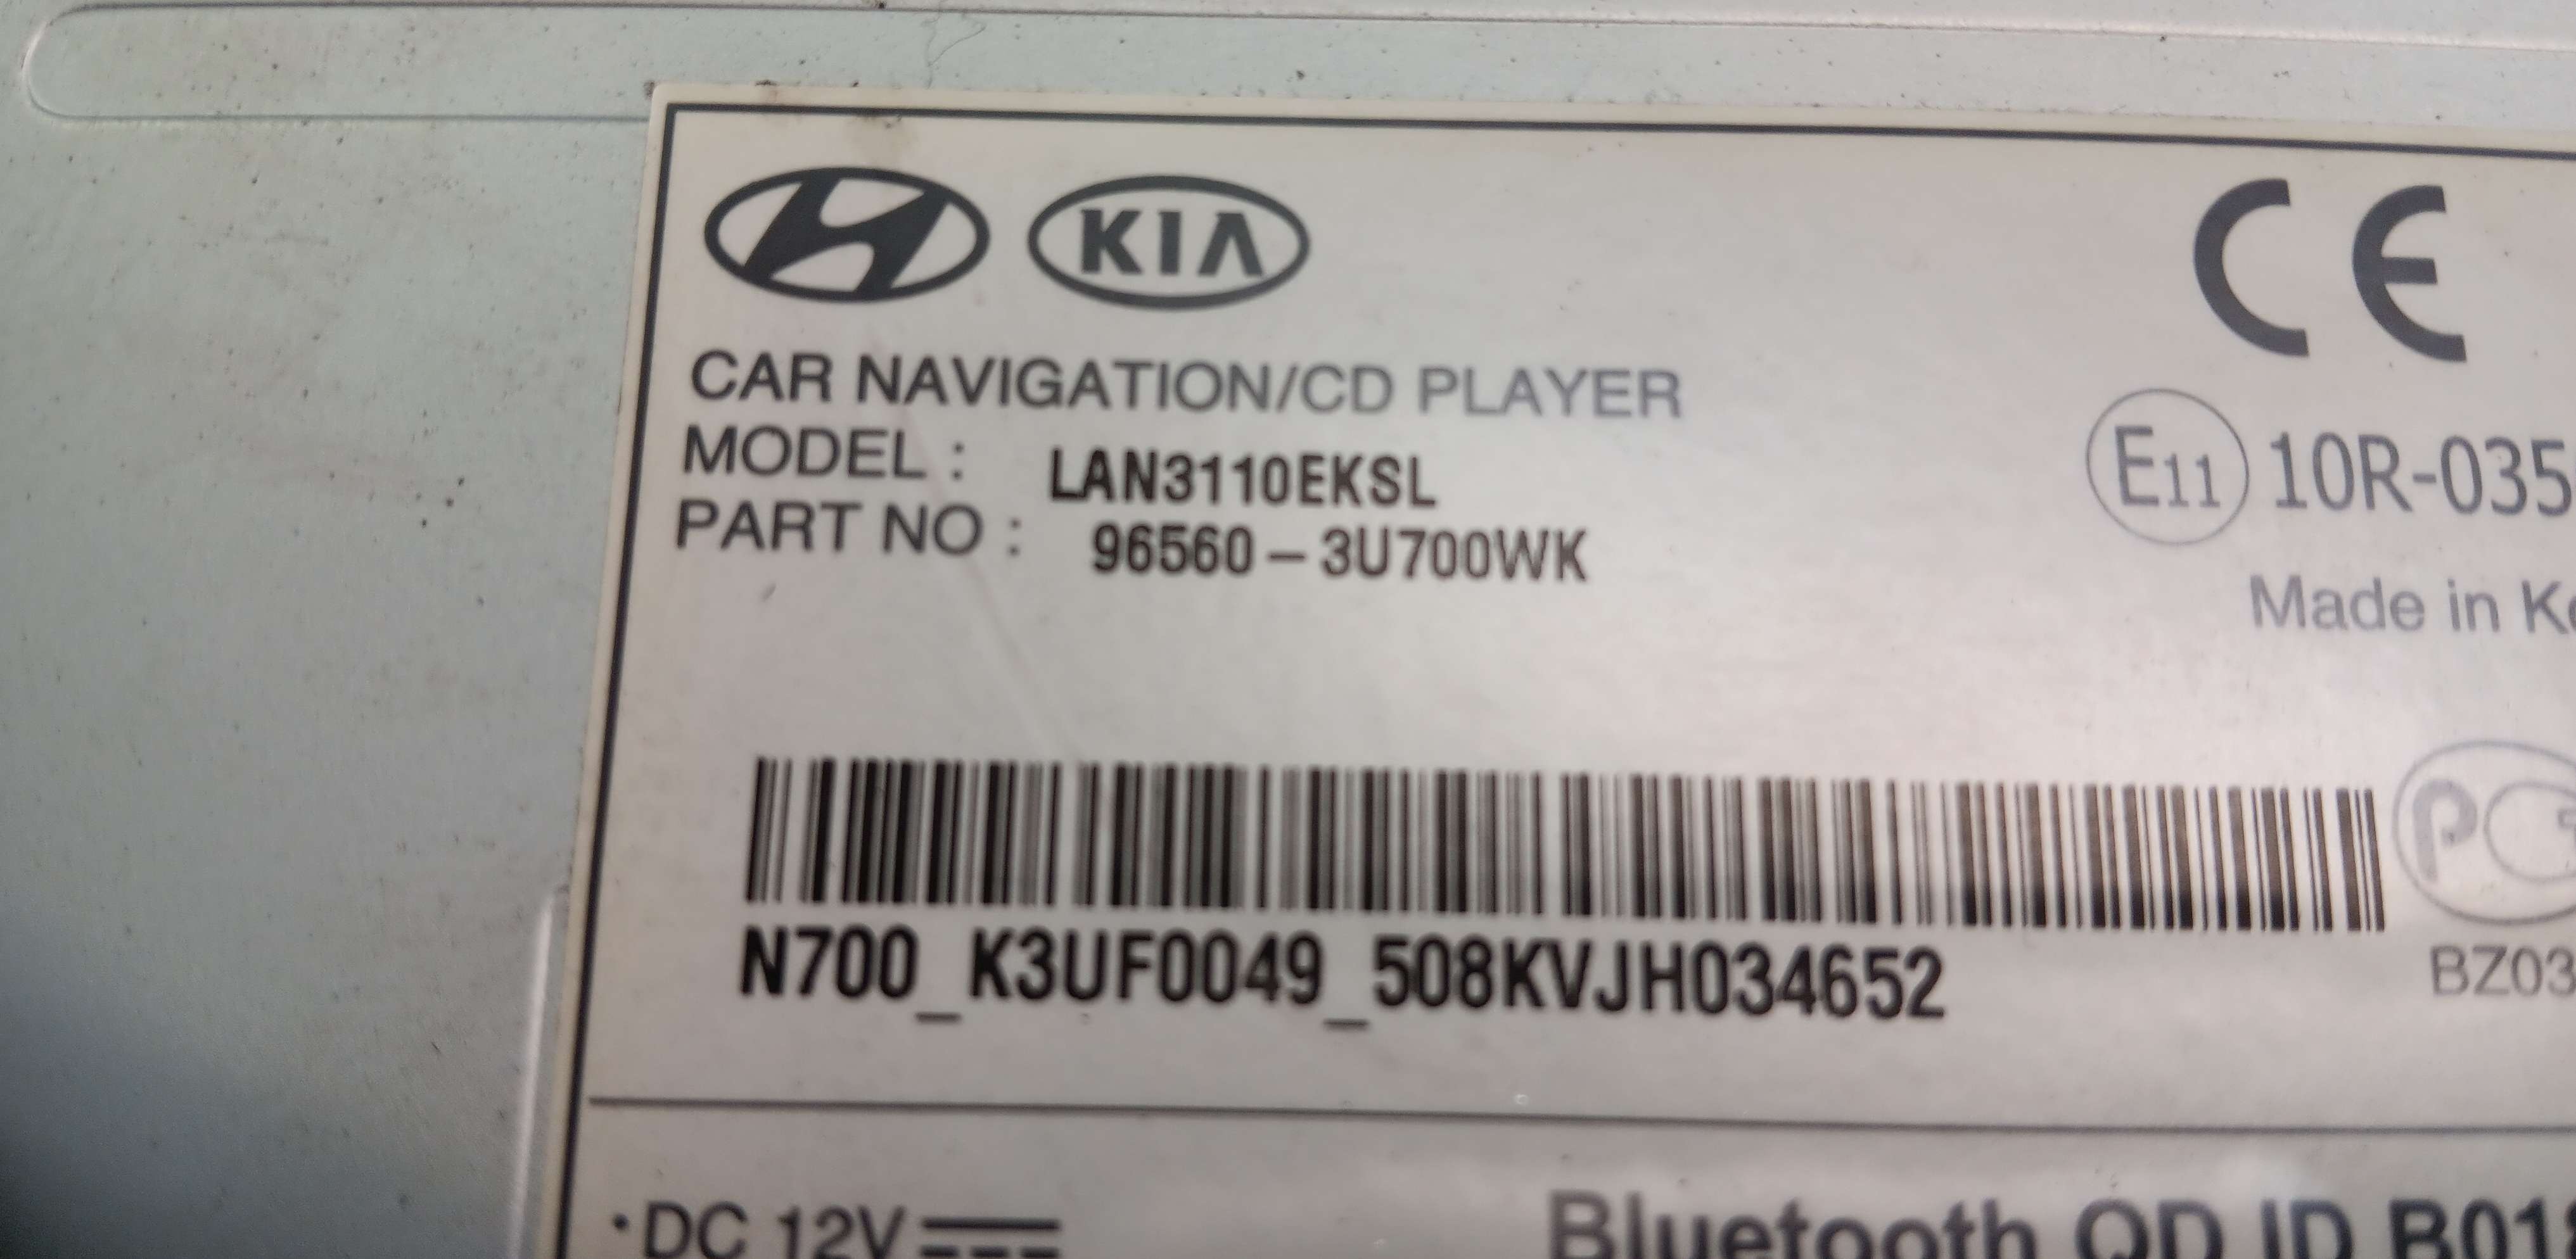 KIA
CE
CAR NAVIGATION/CD PLAYER
MODEL : LAN3110EKSL
PART NO : 96560-3U700WK
E11 10R-035
Made in
N700_K3UF0049_508KVJH034652
BZ03
·DC 12V
Bluetooth QD ID B01